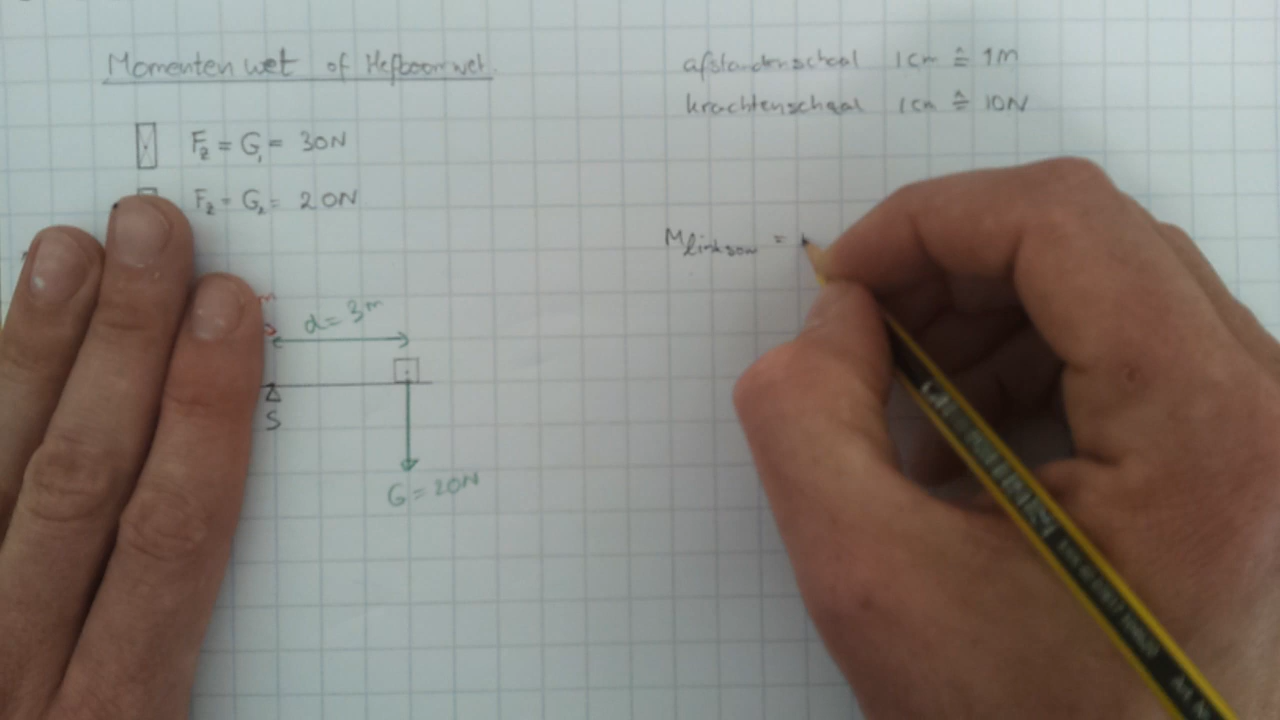 Momentenwet of Hefboomwet.
afstandenschaal 1cm ≙ 1m
krachtenschaal 1cm ≙ 10N
F_z = G_1 = 30N
F_z = G_2 = 20N
M_linksom =
m
d = 3m
S
G = 20N